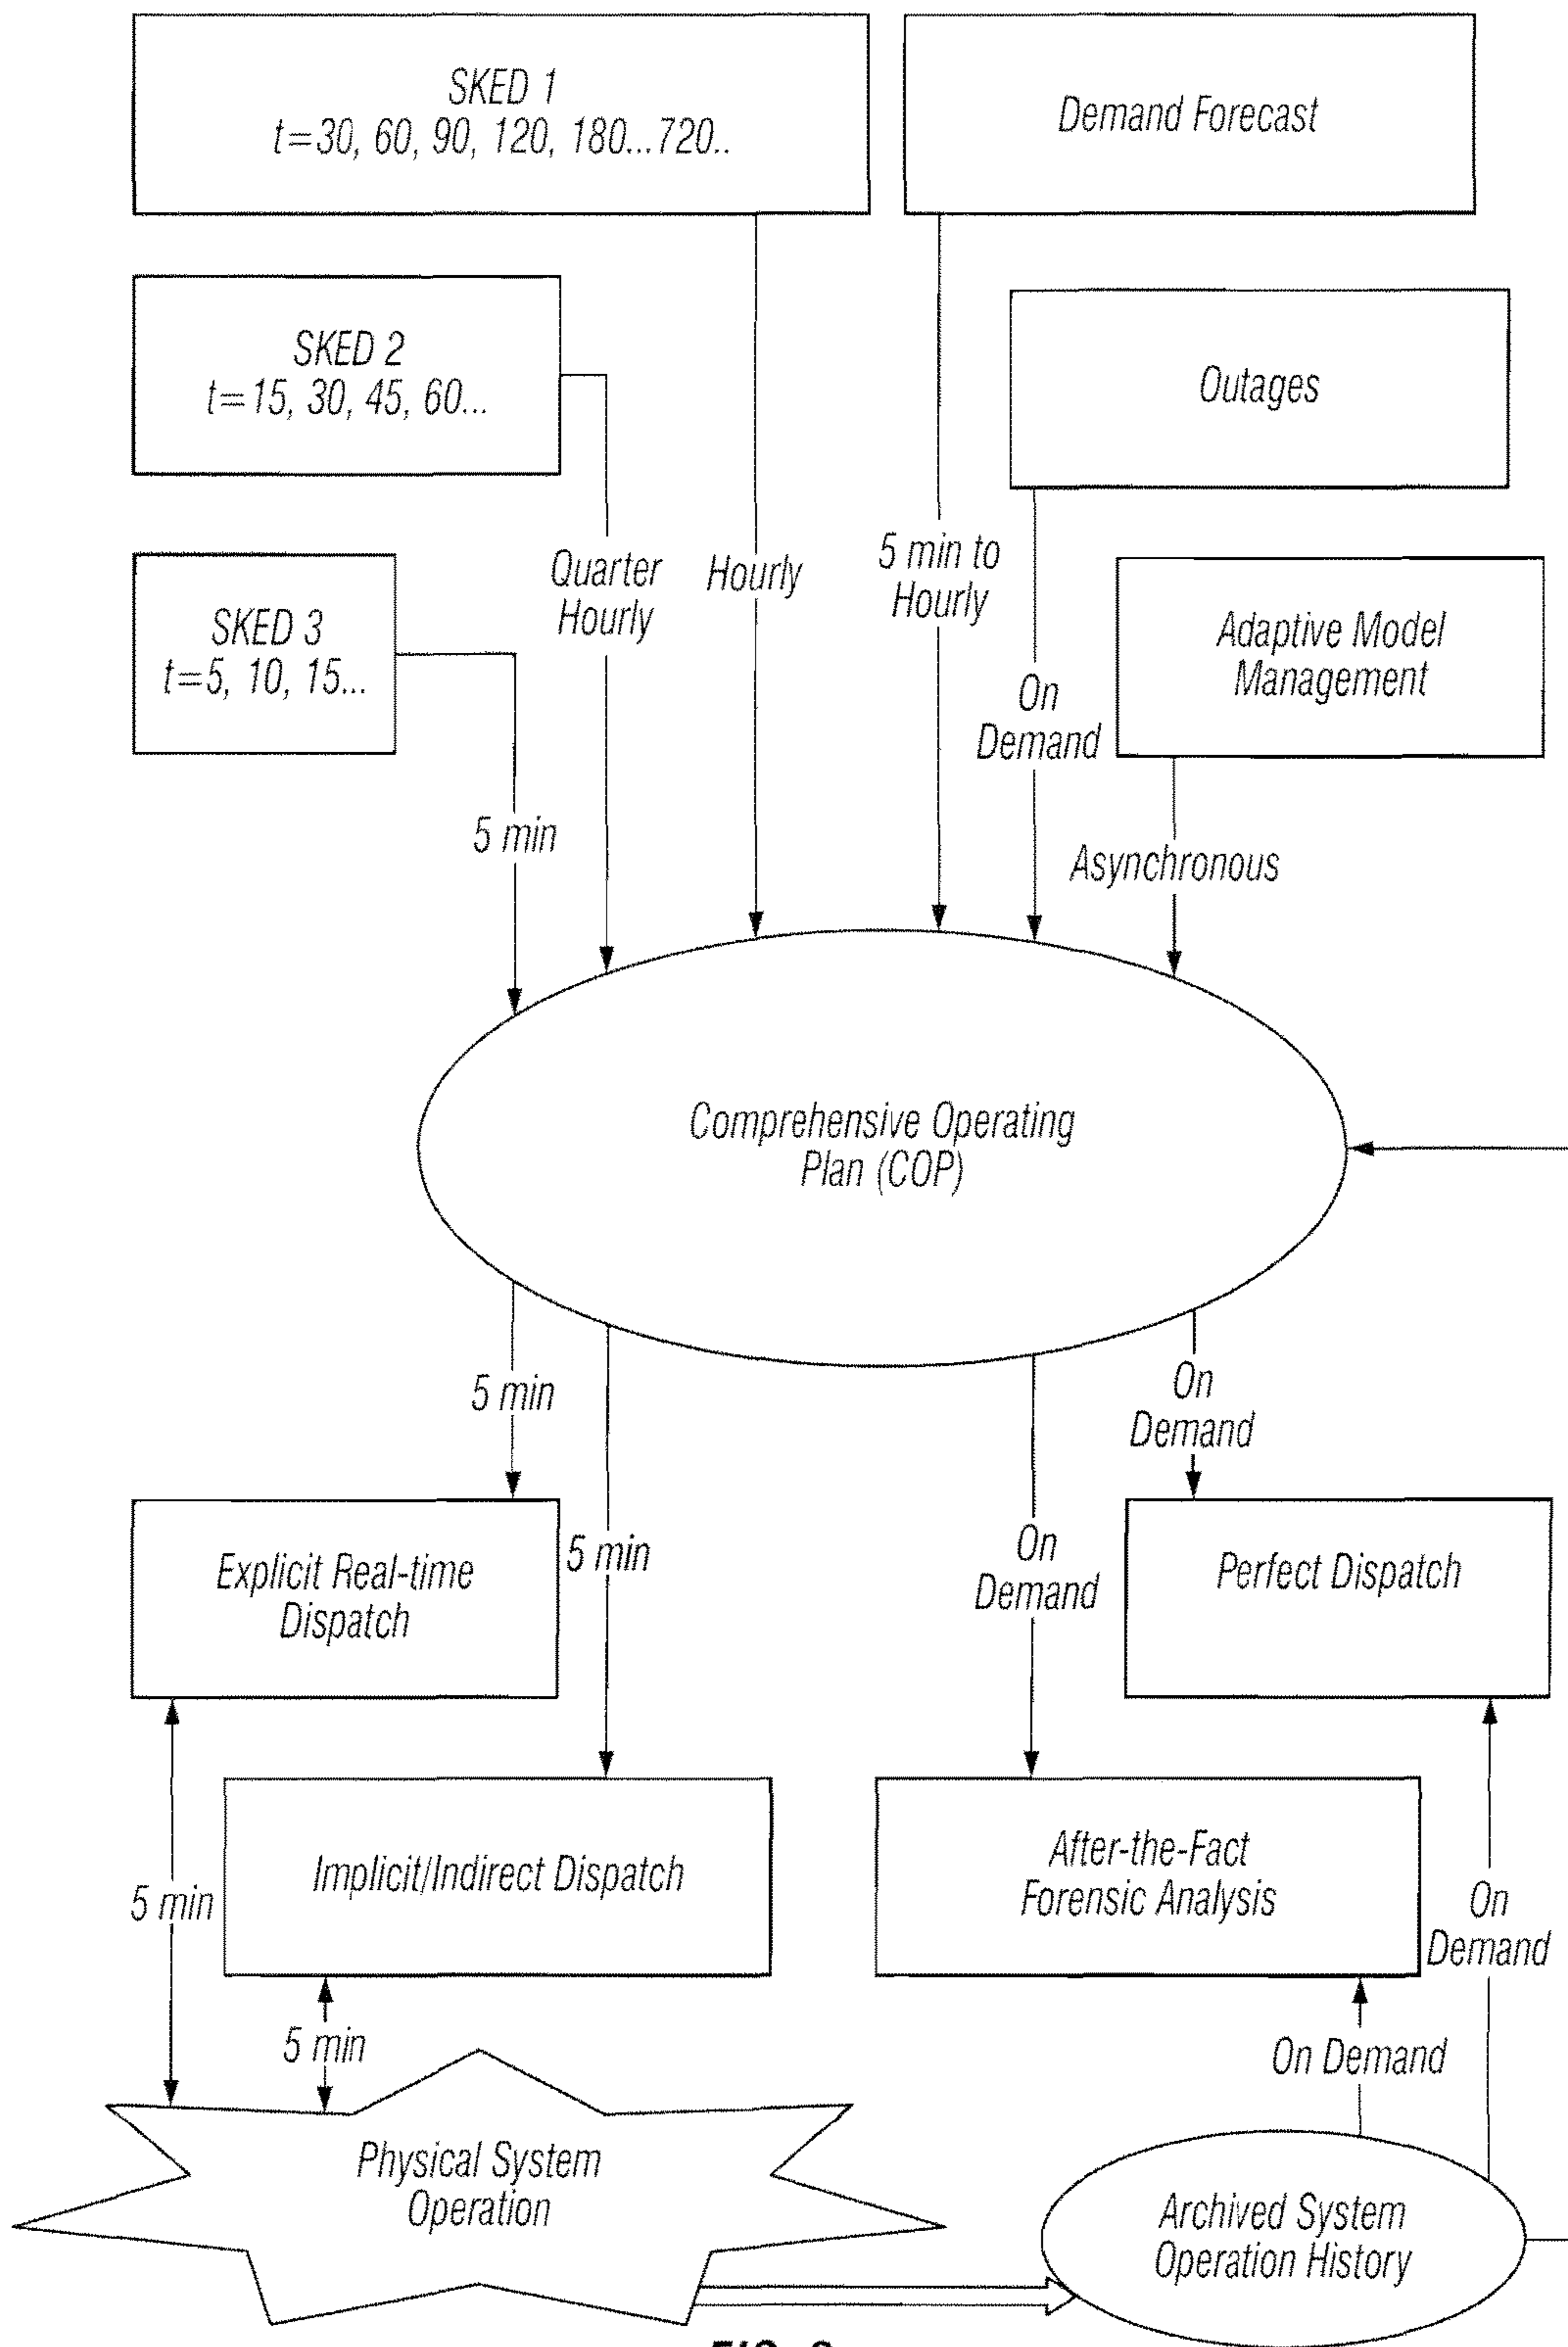 SKED 1
t=30, 60, 90, 120, 180...720..
Demand Forecast
SKED 2
t=15, 30, 45, 60...
Outages
SKED 3
t=5, 10, 15...
Quarter
Hourly
Hourly
5 min to
Hourly
On
Demand
Adaptive Model
Management
5 min
Asynchronous
Comprehensive Operating
Plan (COP)
5 min
On
Demand
Explicit Real-time
Dispatch
5 min
On
Demand
Perfect Dispatch
5 min
Implicit/Indirect Dispatch
After-the-Fact
Forensic Analysis
On
Demand
5 min
On Demand
Physical System
Operation
Archived System
Operation History